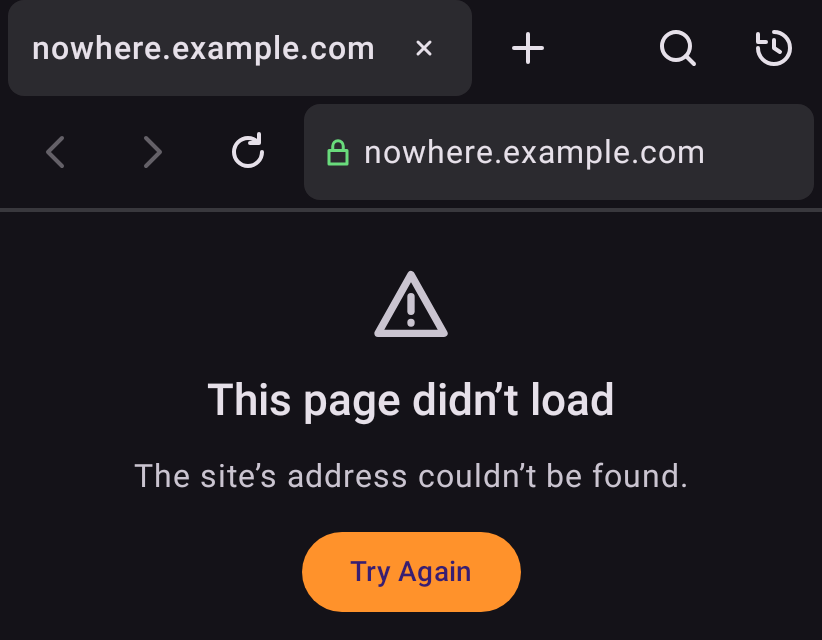 nowhere.example.com
nowhere.example.com
This page didn’t load
The site’s address couldn’t be found.
Try Again